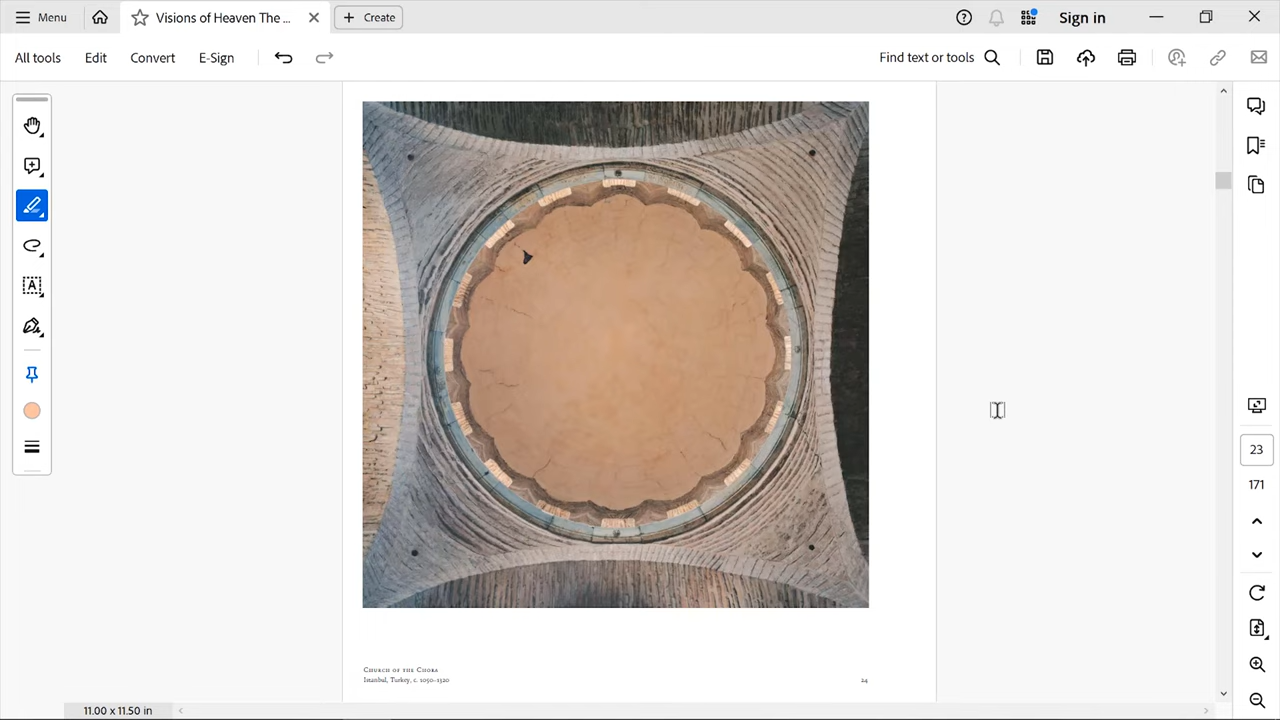 Menu
Visions of Heaven The ...
Create
Sign in
All tools
Edit
Convert
E-Sign
Find text or tools
23
171
Church of the Chora
Istanbul, Turkey, c. 1050–1320
24
11.00 x 11.50 in